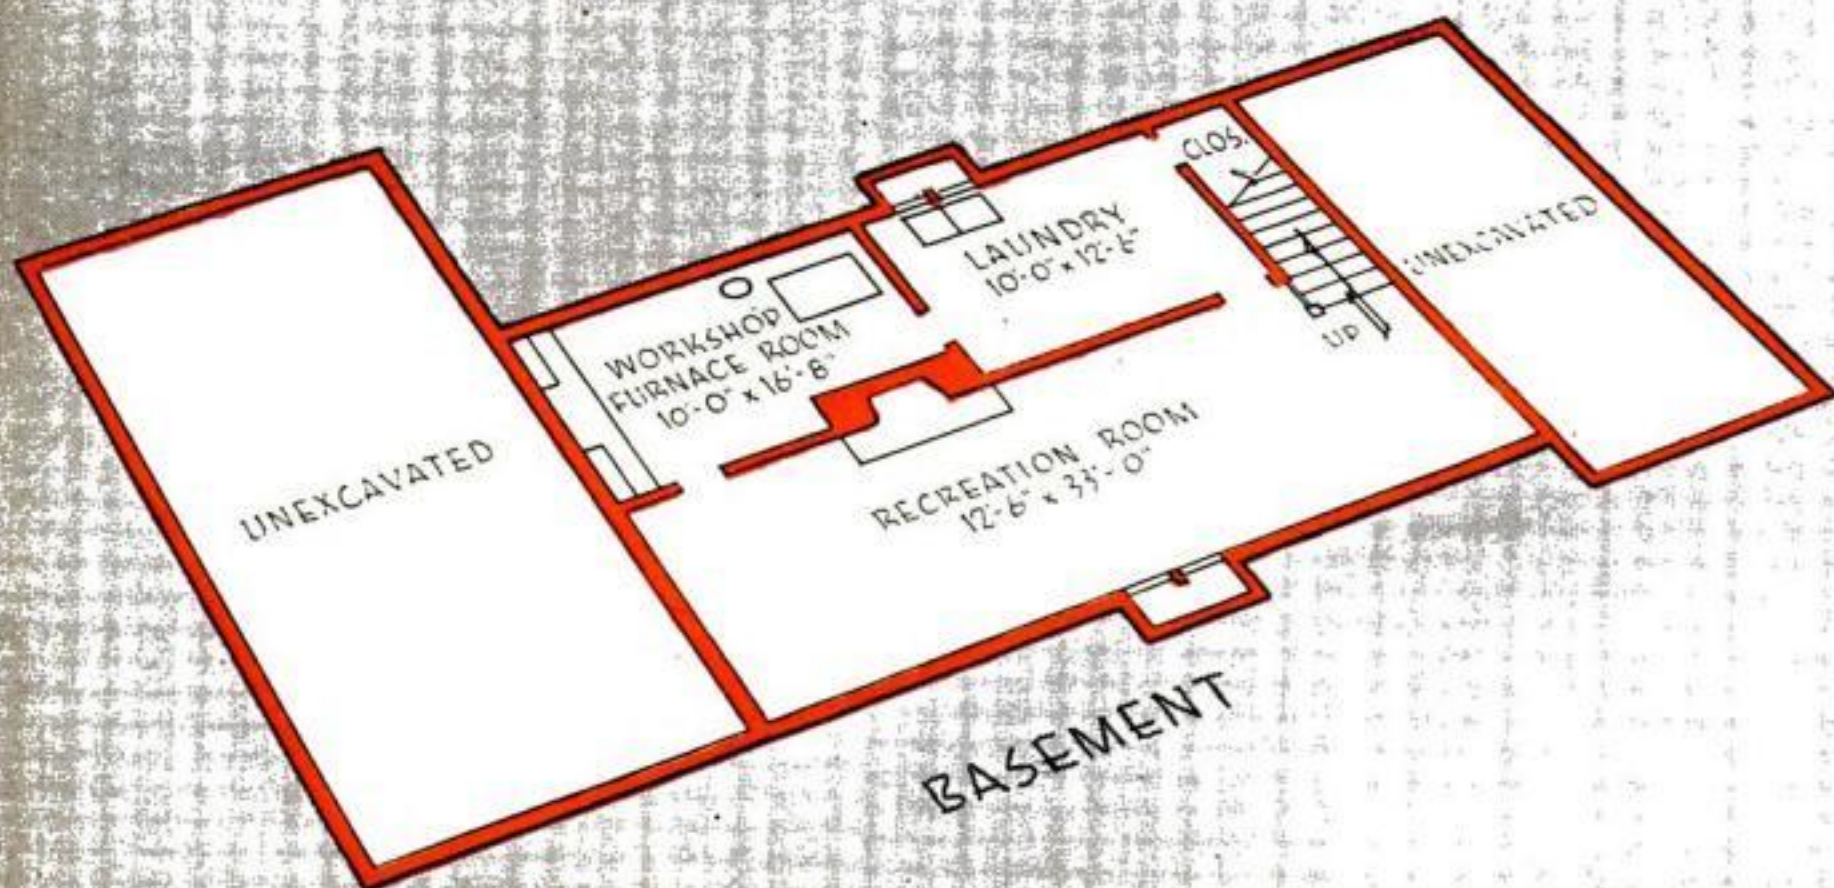 CLOS.
LAUNDRY
10'-0" x 12'-6"
UNEXCAVATED
WORKSHOP
FURNACE ROOM
10'-0" x 16'-8"
UP
UNEXCAVATED
RECREATION ROOM
12'-6" x 33'-0"
BASEMENT